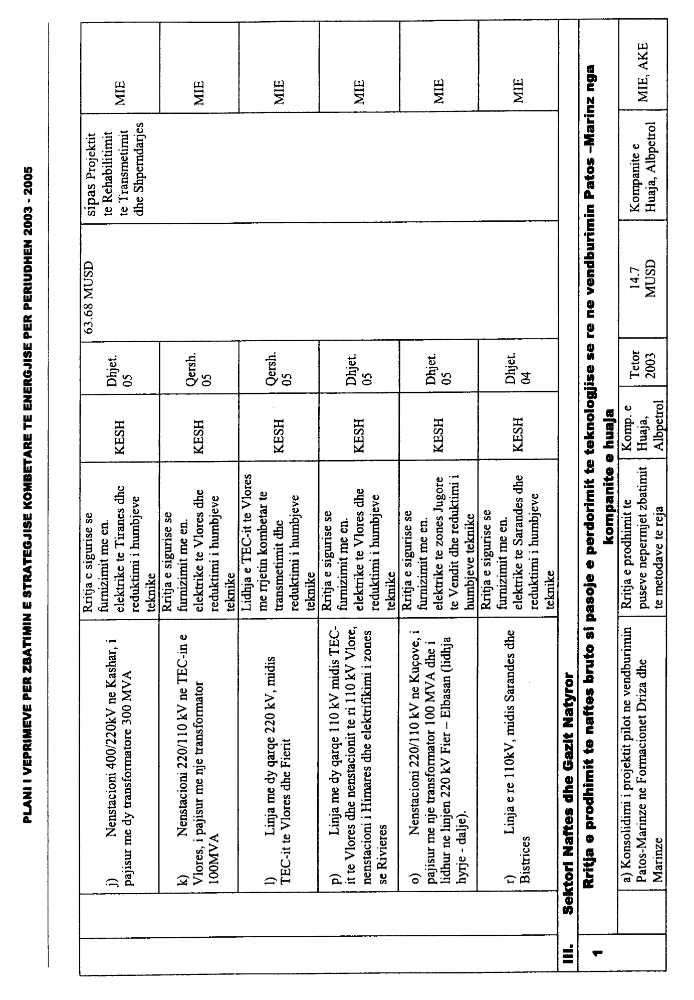 PLANI I VEPRIMEVE PER ZBATIMIN E STRATEGJISE KOMBETARE TE ENERGJISE PER PERIUDHEN 2003 - 2005
j) Nenstacioni 400/220kV ne Kashar, i
pajisur me dy transformatore 300 MVA
Rritja e sigurise se
furnizimit me en.
elektrike te Tiranes dhe
reduktimi i humbjeve
teknike
KESH
Dhjet.
05
63.68 MUSD
sipas Projektit
te Rehabilitimit
te Transmetimit
dhe Shperndarjes
MIE
k) Nenstacioni 220/110 kV ne TEC-in e
Vlores, i pajisur me nje transformator
100MVA
Rritja e sigurise se
furnizimit me en.
elektrike te Vlores dhe
reduktimi i humbjeve
teknike
KESH
Qersh.
05
MIE
l) Linja me dy qarqe 220 kV, midis
TEC-it te Vlores dhe Fierit
Lidhja e TEC-it te Vlores
me rrjetin kombetar te
transmetimit dhe
reduktimi i humbjeve
teknike
KESH
Qersh.
05
MIE
p) Linja me dy qarqe 110 kV midis TEC-
it te Vlores dhe nenstacionit te ri 110 kV Vlore,
nenstacioni i Himares dhe elektrifikimi i zones
se Rivieres
Rritja e sigurise se
furnizimit me en.
elektrike te Vlores dhe
reduktimi i humbjeve
teknike
KESH
Dhjet.
05
MIE
o) Nenstacioni 220/110 kV ne Kuçove, i
pajisur me nje transformator 100 MVA dhe i
lidhur ne linjen 220 kV Fier – Elbasan (lidhja
hyrje - dalje).
Rritja e sigurise se
furnizimit me en.
elektrike te zones Jugore
te Vendit dhe reduktimi i
humbjeve teknike
KESH
Dhjet.
05
MIE
r) Linja e re 110kV, midis Sarandes dhe
Bistrices
Rritja e sigurise se
furnizimit me en.
elektrike te Sarandes dhe
reduktimi i humbjeve
teknike
KESH
Dhjet.
04
MIE
III. Sektori Naftes dhe Gazit Natyror
1 Rritja e prodhimit te naftes bruto si pasoje e perdorimit te teknologjise se re ne vendburimin Patos –Marinz nga
kompanite e huaja
a) Konsolidimi i projektit pilot ne vendburimin
Patos-Marinze ne Formacionet Driza dhe
Marinze
Rritja e prodhimit te
puseve nepermjet zbatimit
te metodave te reja
Komp. e
Huaja,
Albpetrol
Tetor
2003
14.7
MUSD
Kompanite e
Huaja, Albpetrol
MIE, AKE